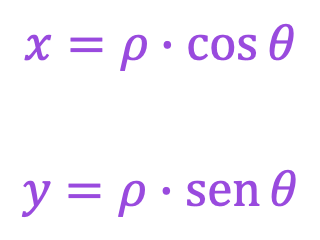 x = ρ · cos θ
y = ρ · sen θ